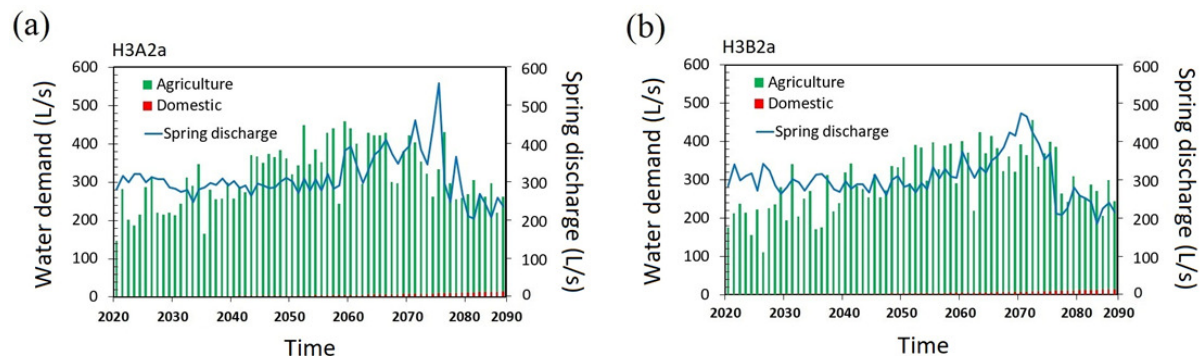 (a)
H3A2a
600
500
400
300
200
100
0
Water demand (L/s)
Agriculture
Domestic
Spring discharge
600
500
400
300
200
100
0
Spring discharge (L/s)
2020 2030 2040 2050 2060 2070 2080 2090
Time
(b)
H3B2a
600
500
400
300
200
100
0
Water demand (L/s)
Agriculture
Domestic
Spring discharge
600
500
400
300
200
100
0
Spring discharge (L/s)
2020 2030 2040 2050 2060 2070 2080 2090
Time